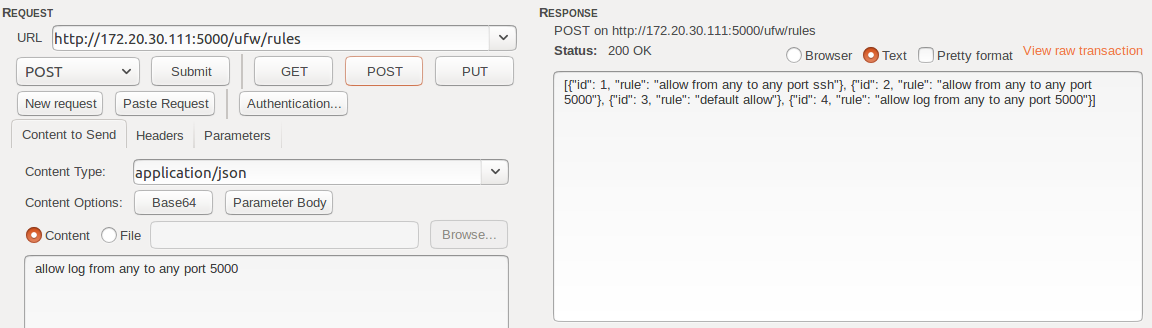 REQUEST
URL http://172.20.30.111:5000/ufw/rules
POST Submit GET POST PUT
New request Paste Request Authentication...
Content to Send Headers Parameters
Content Type: application/json
Content Options: Base64 Parameter Body
Content File Browse...
allow log from any to any port 5000
RESPONSE
POST on http://172.20.30.111:5000/ufw/rules
Status: 200 OK
Browser Text Pretty format View raw transaction
[{"id": 1, "rule": "allow from any to any port ssh"}, {"id": 2, "rule": "allow from any to any port
5000"}, {"id": 3, "rule": "default allow"}, {"id": 4, "rule": "allow log from any to any port 5000"}]